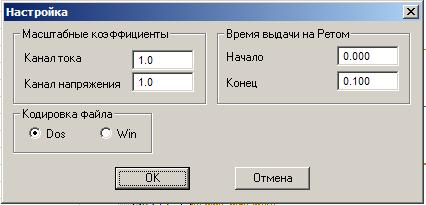 Настройка
Масштабные коэффициенты
Канал тока 1.0
Канал напряжения 1.0
Время выдачи на Ретом
Начало 0.000
Конец 0.100
Кодировка файла
Dos Win
OK Отмена